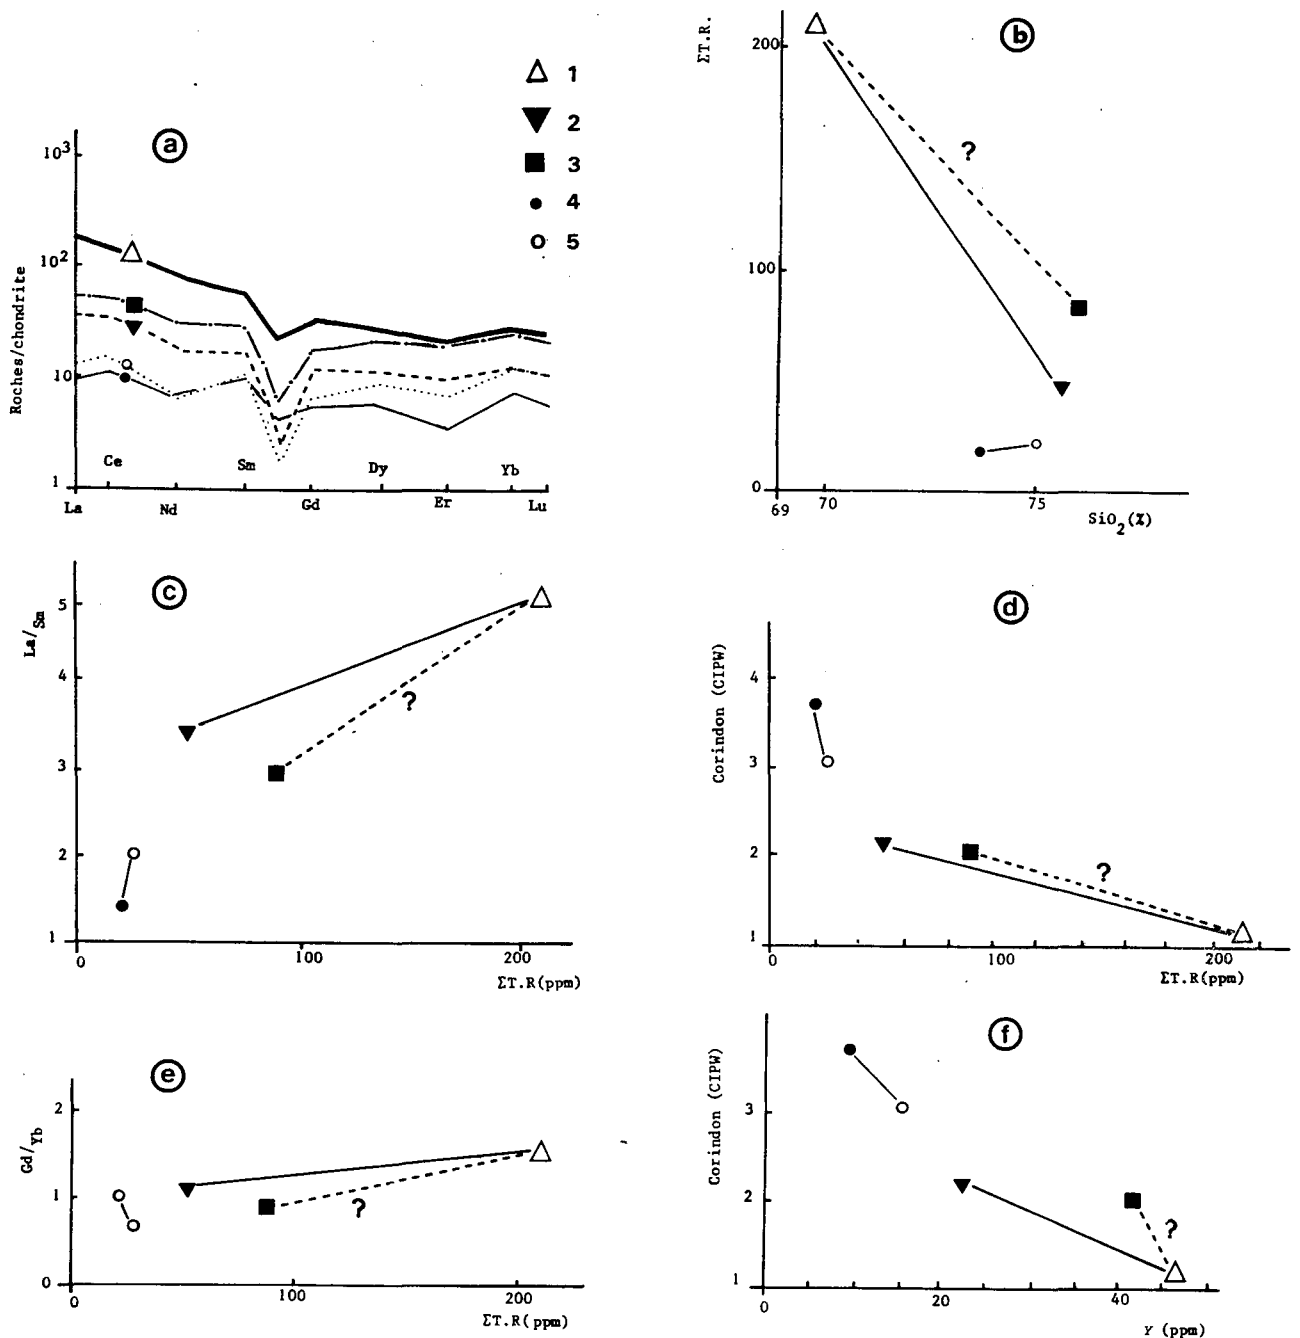 a
1
2
3
4
5
Roches/chondrite
10³
10²
10
1
La
Ce
Nd
Sm
Gd
Dy
Er
Yb
Lu
b
ΣT.R.
200
100
0
?
69
70
75
SiO₂(%)
c
La/Sm
5
4
3
2
1
?
0
100
200
ΣT.R(ppm)
d
Corindon (CIPW)
4
3
2
1
?
0
100
200
ΣT.R(ppm)
e
Gd/Yb
2
1
0
?
0
100
200
ΣT.R(ppm)
f
Corindon (CIPW)
3
2
1
?
0
20
40
Y (ppm)